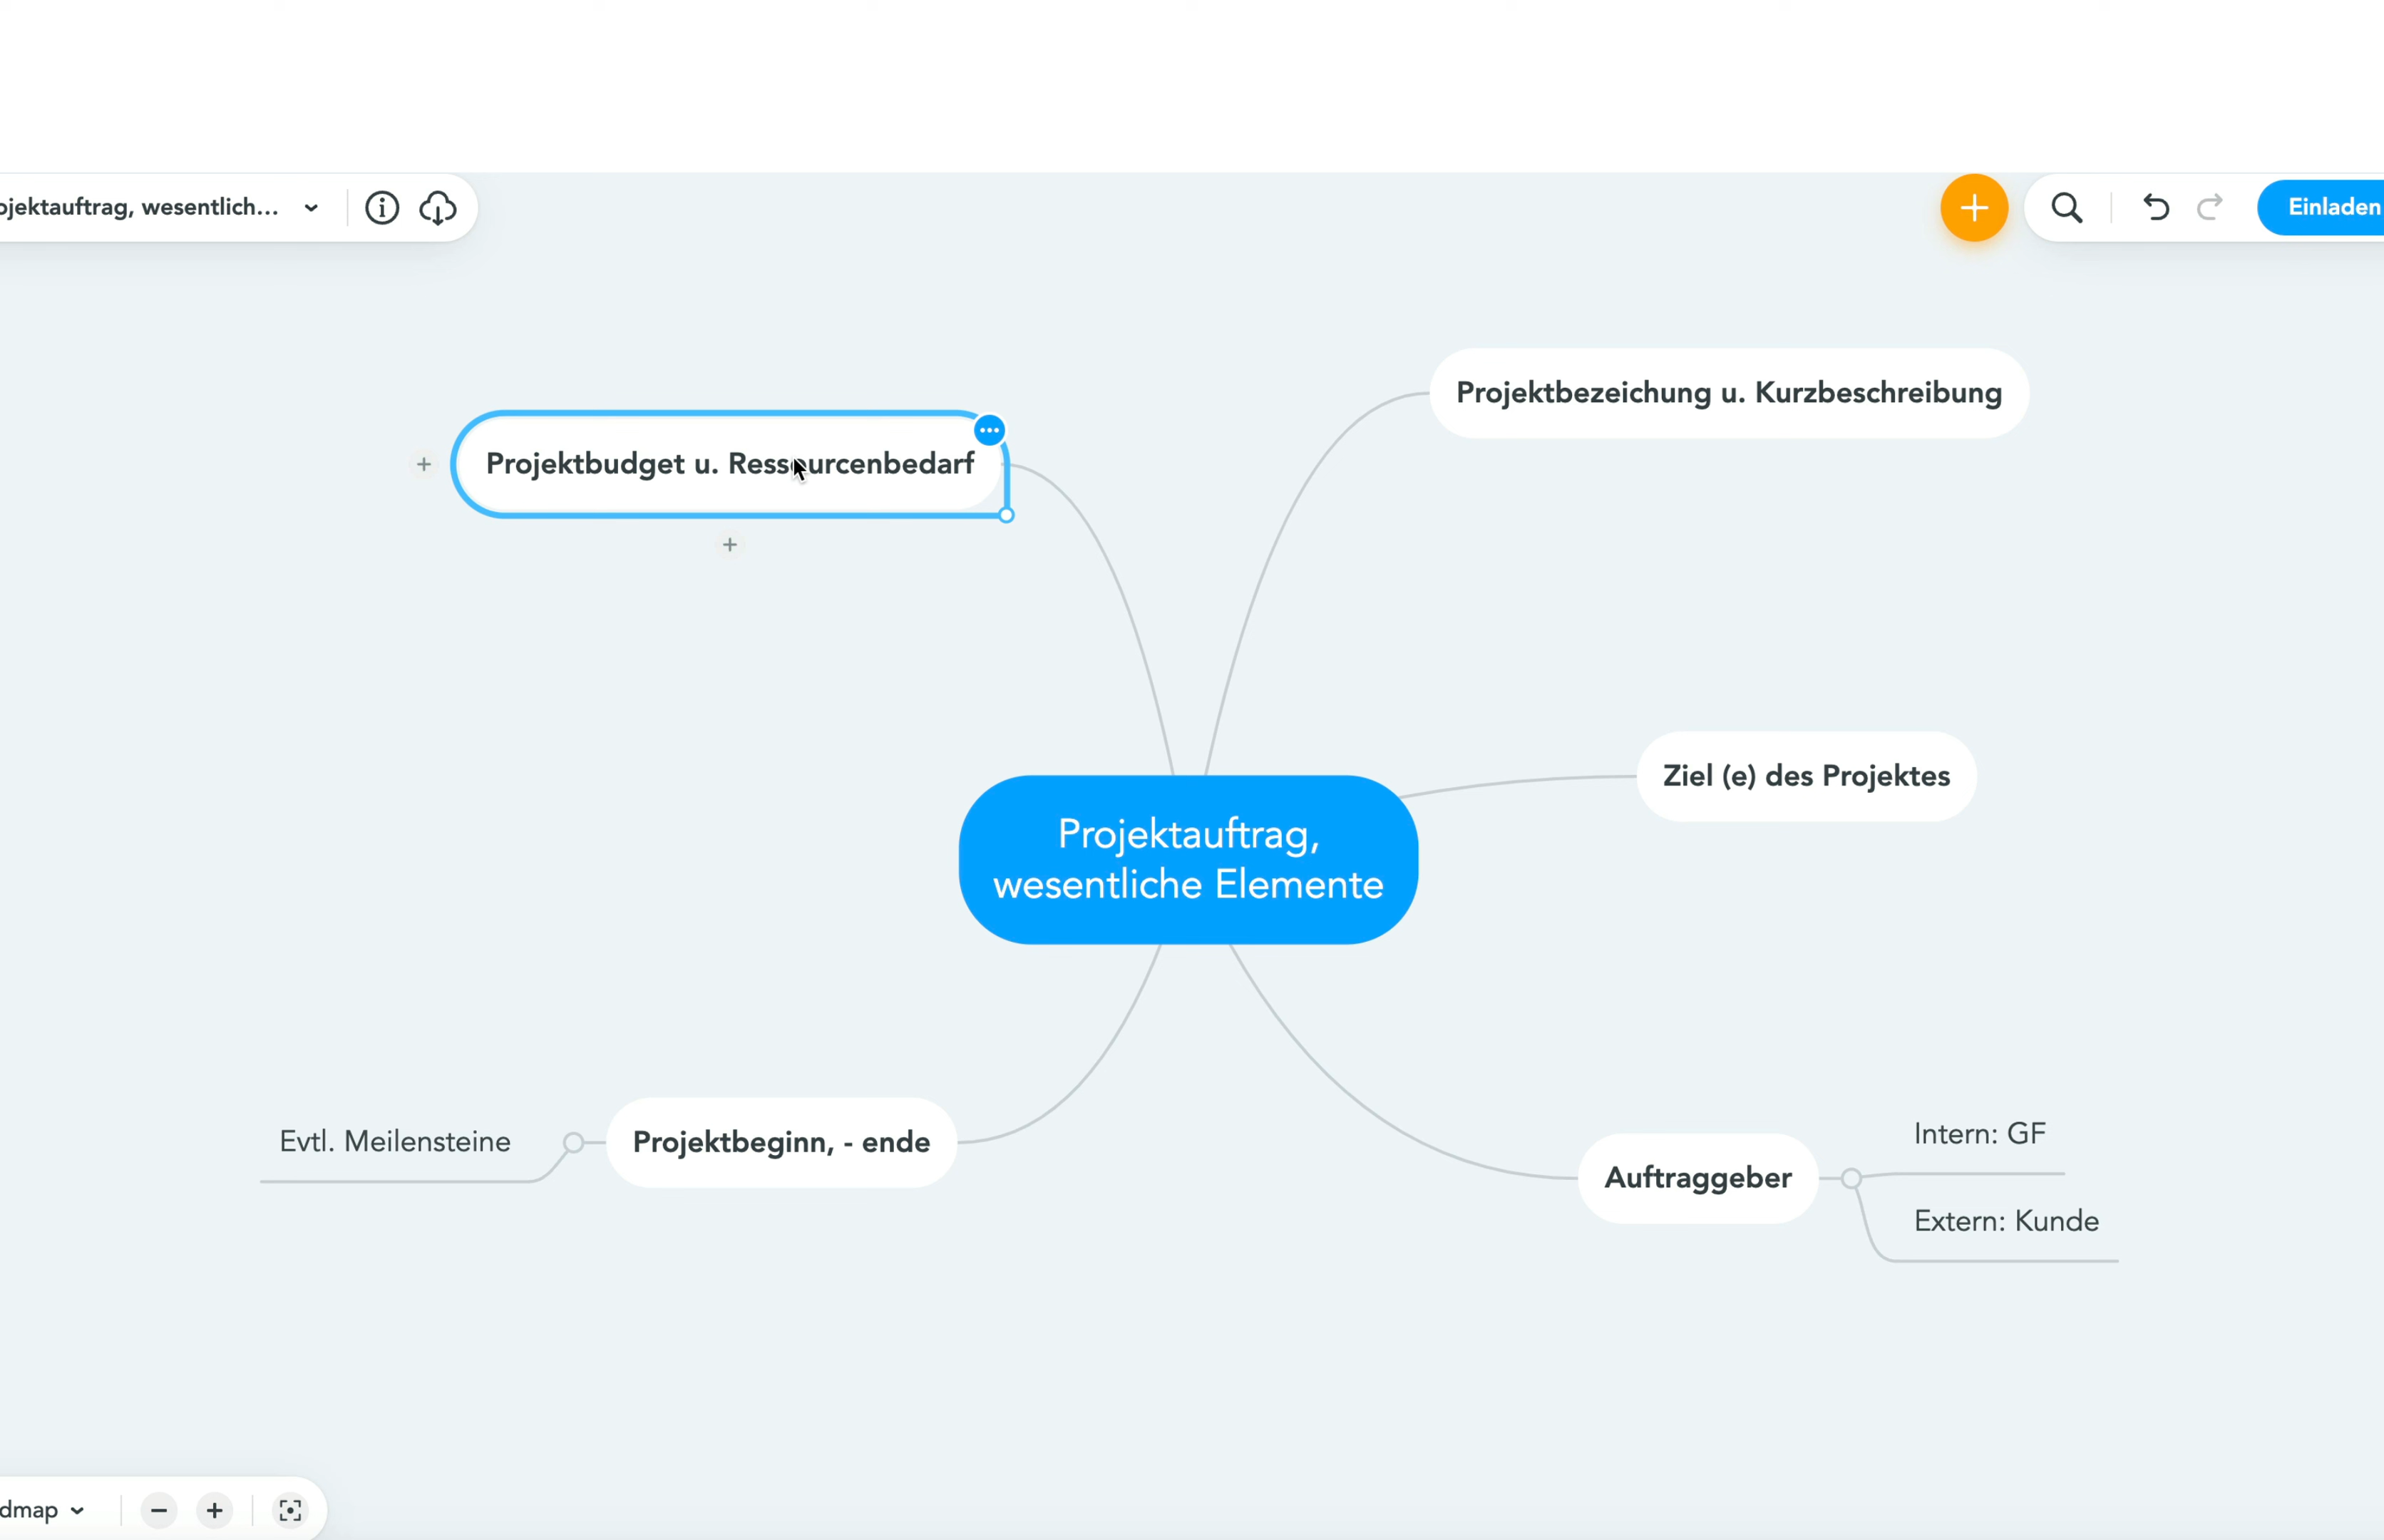 ojektauftrag, wesentlich...
Einladen
Projektbezeichung u. Kurzbeschreibung
Projektbudget u. Ressourcenbedarf
Ziel (e) des Projektes
Projektauftrag,
wesentliche Elemente
Evtl. Meilensteine
Projektbeginn, - ende
Auftraggeber
Intern: GF
Extern: Kunde
dmap